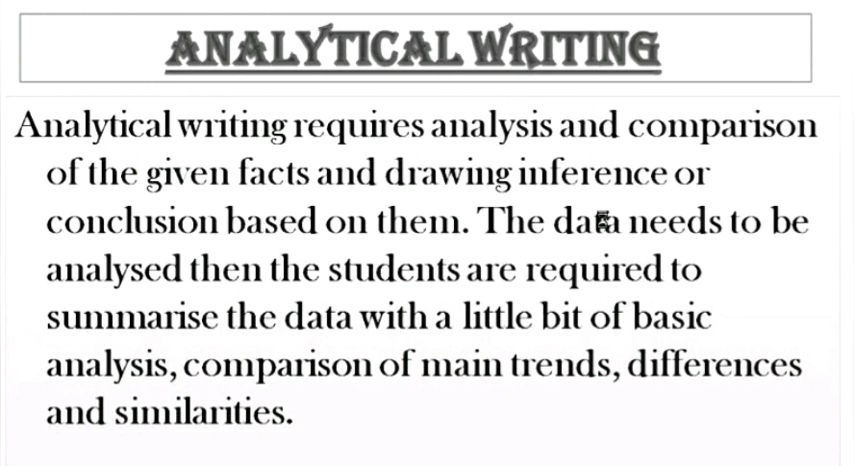 ANALYTICAL WRITING
Analytical writing requires analysis and comparison
of the given facts and drawing inference or
conclusion based on them. The data needs to be
analysed then the students are required to
summarise the data with a little bit of basic
analysis, comparison of main trends, differences
and similarities.